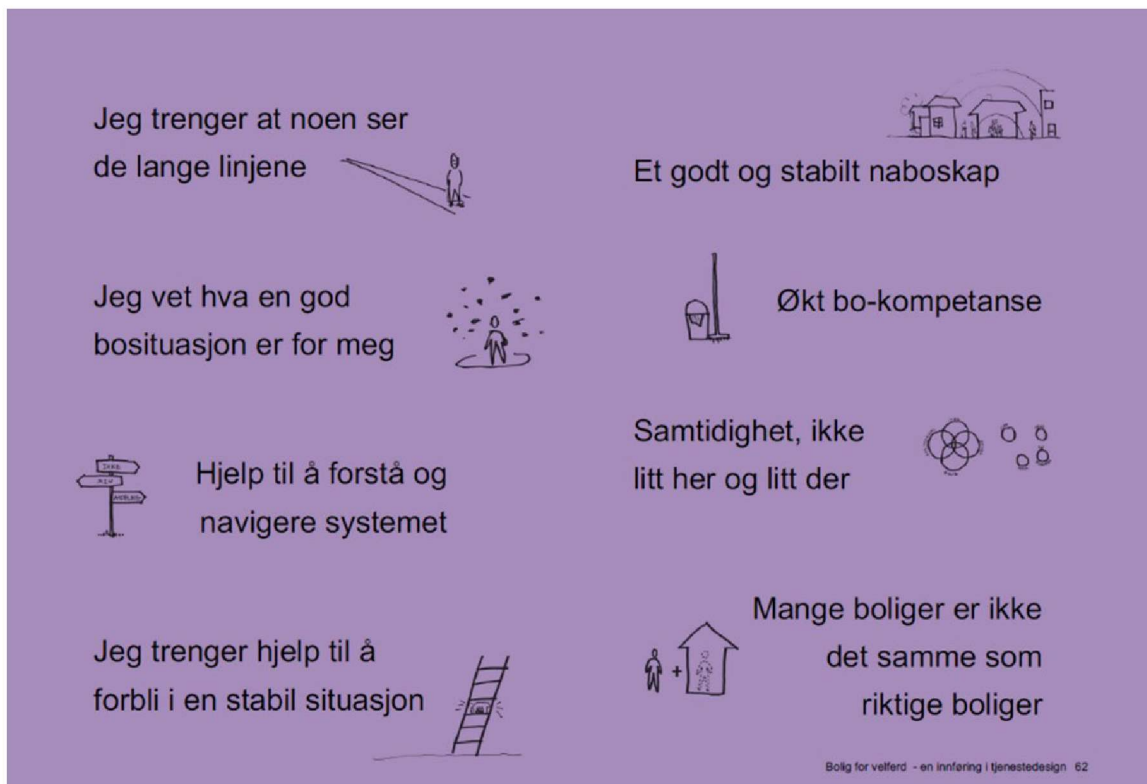 Jeg trenger at noen ser
de lange linjene
Jeg vet hva en god
bosituasjon er for meg
Hjelp til å forstå og
navigere systemet
Jeg trenger hjelp til å
forbli i en stabil situasjon
Et godt og stabilt naboskap
Økt bo-kompetanse
Samtidighet, ikke
litt her og litt der
Mange boliger er ikke
det samme som
riktige boliger
Bolig for velferd - en innføring i tjenestedesign 62